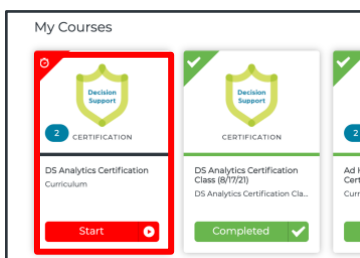 My Courses
Decision
Support
2
CERTIFICATION
DS Analytics Certification
Curriculum
Start
Decision
Support
CERTIFICATION
DS Analytics Certification
Class (8/17/21)
DS Analytics Certification Cla...
Completed
2
Ad H
Cert
Curr